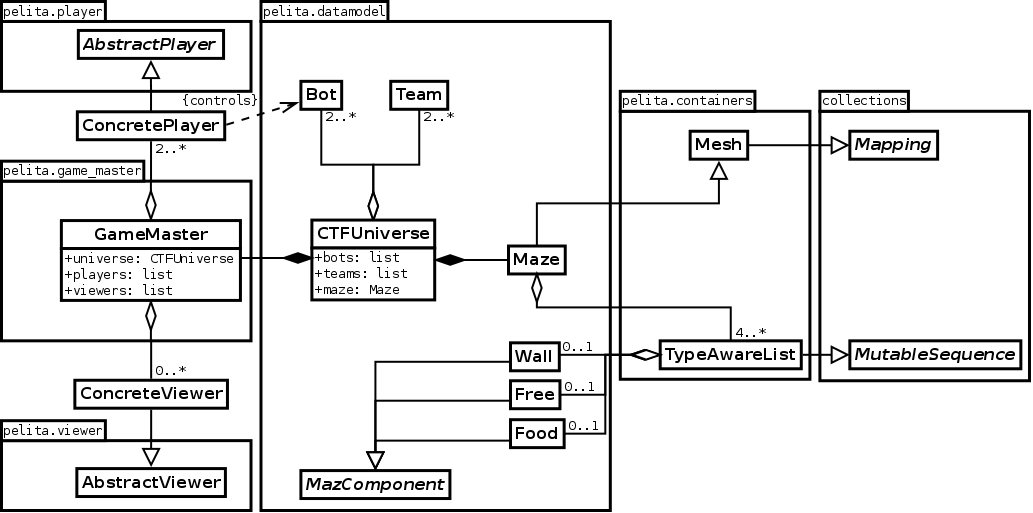 pelita.player
AbstractPlayer
ConcretePlayer
{controls}
2..*
pelita.game_master
GameMaster
+universe: CTFUniverse
+players: list
+viewers: list
0..*
ConcreteViewer
pelita.viewer
AbstractViewer
pelita.datamodel
Bot
Team
2..*
2..*
CTFUniverse
+bots: list
+teams: list
+maze: Maze
Maze
Wall
0..1
Free
0..1
Food
0..1
MazComponent
pelita.containers
Mesh
4..*
TypeAwareList
collections
Mapping
MutableSequence